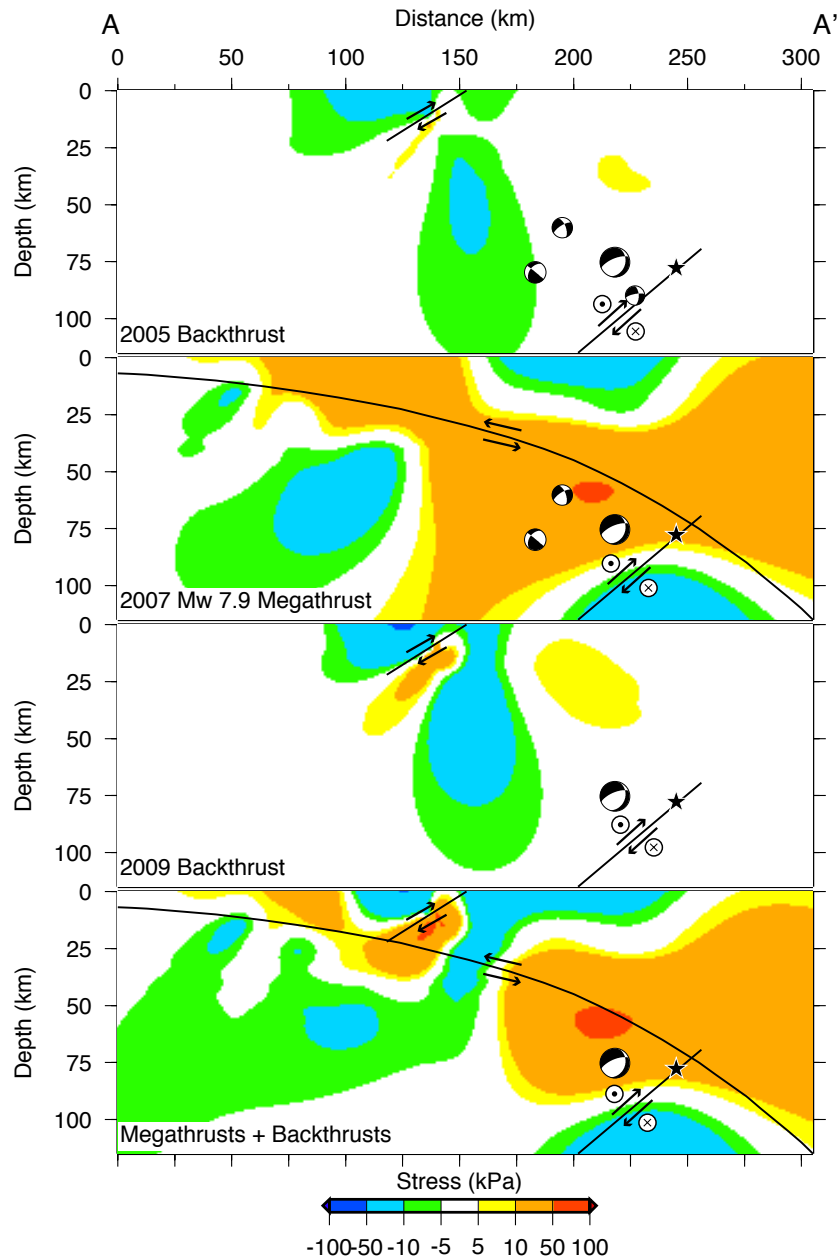 A Distance (km) A'
0 50 100 150 200 250 300
0
25
50
75
100
Depth (km)
2005 Backthrust
0
25
50
75
100
Depth (km)
2007 Mw 7.9 Megathrust
0
25
50
75
100
Depth (km)
2009 Backthrust
0
25
50
75
100
Depth (km)
Megathrusts + Backthrusts
Stress (kPa)
-100 -50 -10 -5 5 10 50 100